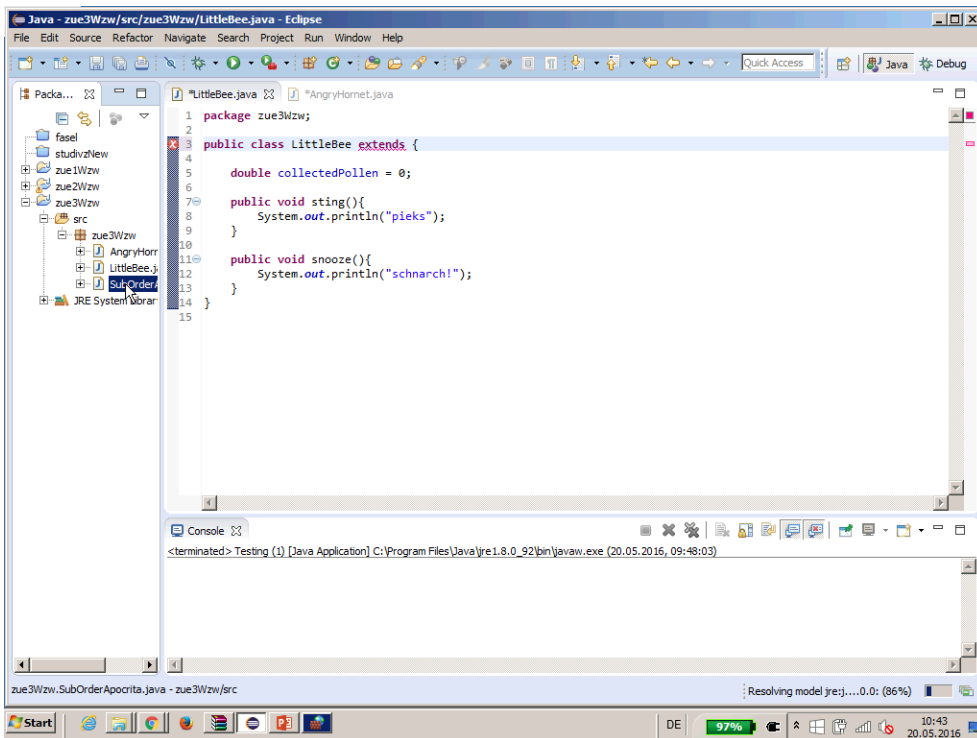 Java - zue3Wzw/src/zue3Wzw/LittleBee.java - Eclipse
File Edit Source Refactor Navigate Search Project Run Window Help
Quick Access
Java
Debug
Packa...
*LittleBee.java
*AngryHornet.java
fasel
studivzNew
zue1Wzw
zue2Wzw
zue3Wzw
src
zue3Wzw
AngryHorr
LittleBee.j
SubOrderA
JRE System Librar
1 package zue3Wzw;
2
3 public class LittleBee extends {
4
5 double collectedPollen = 0;
6
7 public void sting(){
8 System.out.println("pieks");
9 }
10
11 public void snooze(){
12 System.out.println("schnarch!");
13 }
14 }
15
Console
<terminated> Testing (1) [Java Application] C:\Program Files\Java\jre1.8.0_92\bin\javaw.exe (20.05.2016, 09:48:03)
zue3Wzw.SubOrderApocrita.java - zue3Wzw/src
Resolving model jre:j....0.0: (86%)
Start
DE
97%
10:43
20.05.2016